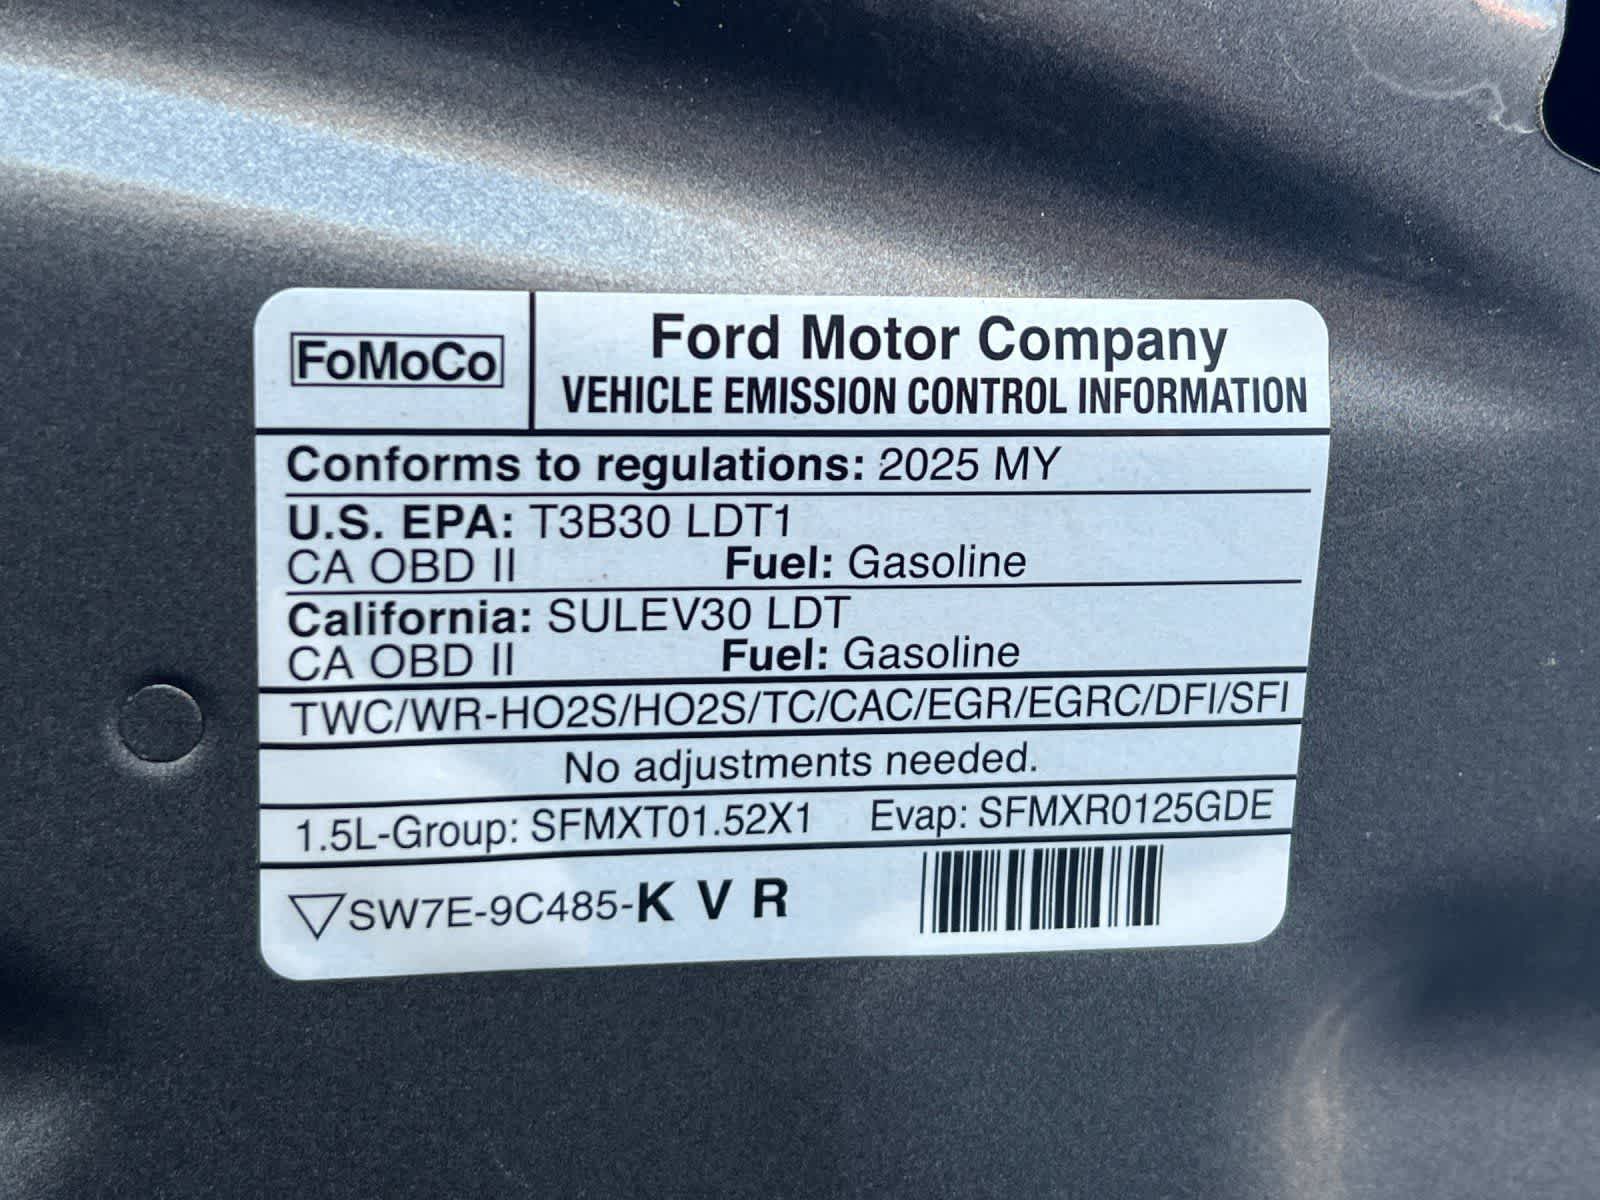 FoMoCo
Ford Motor Company
VEHICLE EMISSION CONTROL INFORMATION
Conforms to regulations: 2025 MY
U.S. EPA: T3B30 LDT1
CA OBD II Fuel: Gasoline
California: SULEV30 LDT
CA OBD II Fuel: Gasoline
TWC/WR-HO2S/HO2S/TC/CAC/EGR/EGRC/DFI/SFI
No adjustments needed.
1.5L-Group: SFMXT01.52X1 Evap: SFMXR0125GDE
SW7E-9C485-K V R